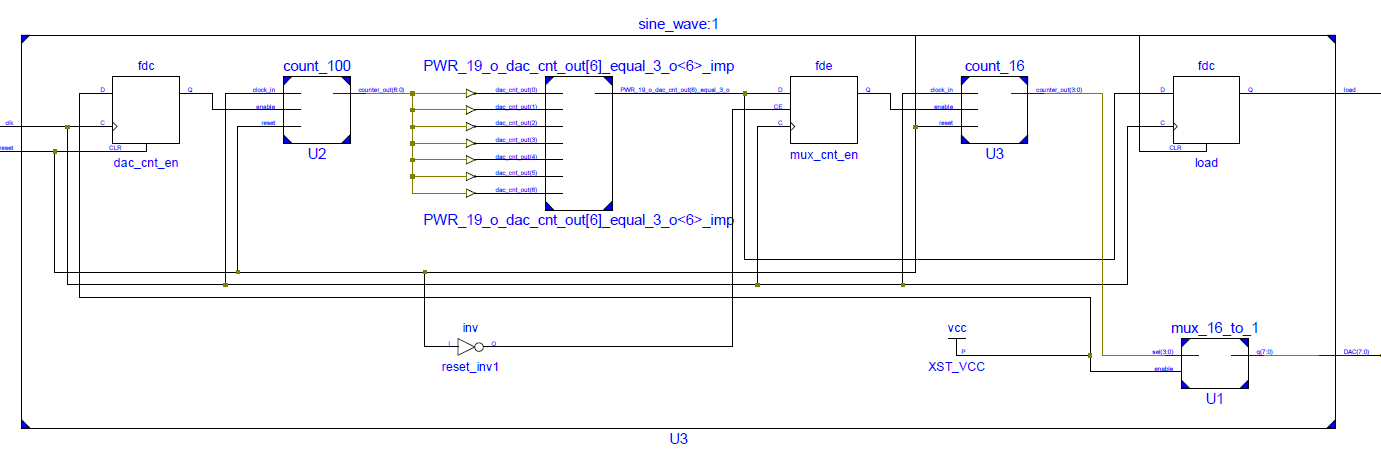 sine_wave:1
fdc
count_100
PWR_19_o_dac_cnt_out[6]_equal_3_o<6>_imp
fde
count_16
fdc
D
Q
clock_in
enable
reset
counter_out(6:0)
dac_cnt_out(0)
dac_cnt_out(1)
dac_cnt_out(2)
dac_cnt_out(3)
dac_cnt_out(4)
dac_cnt_out(5)
dac_cnt_out(6)
PWR_19_o_dac_cnt_out[6]_equal_3_o
D
CE
C
Q
clock_in
enable
reset
counter_out(3:0)
D
C
Q
load
clk
C
reset
CLR
CLR
dac_cnt_en
U2
mux_cnt_en
U3
load
PWR_19_o_dac_cnt_out[6]_equal_3_o<6>_imp
inv
I
O
reset_inv1
vcc
P
XST_VCC
mux_16_to_1
sel(3:0)
enable
q(7:0)
DAC(7:0)
U1
U3